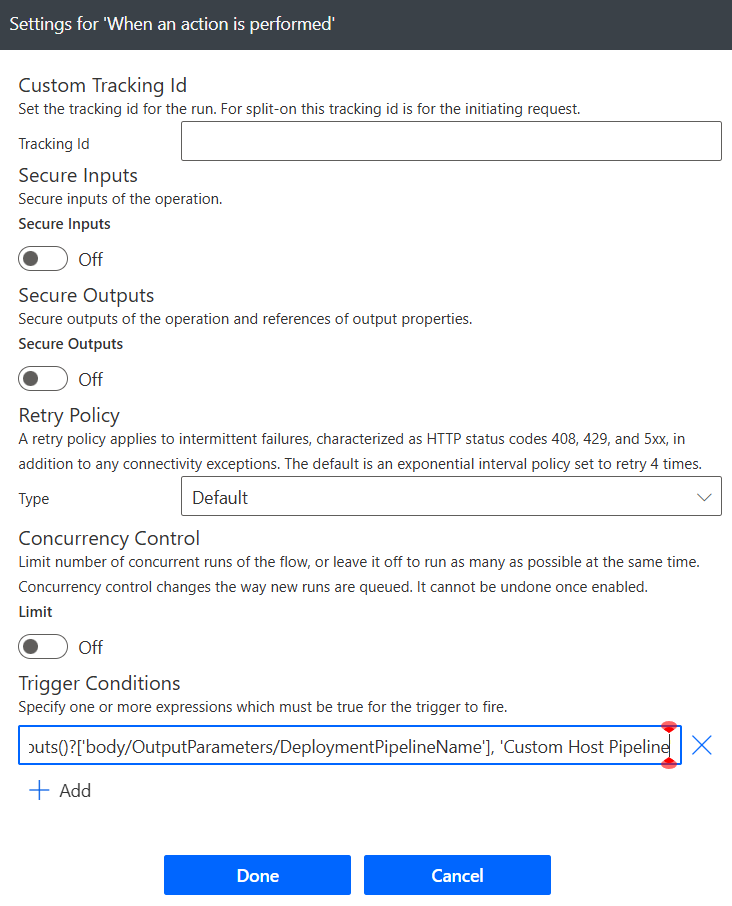 Settings for 'When an action is performed'
Custom Tracking Id
Set the tracking id for the run. For split-on this tracking id is for the initiating request.
Tracking Id
Secure Inputs
Secure inputs of the operation.
Secure Inputs
Off
Secure Outputs
Secure outputs of the operation and references of output properties.
Secure Outputs
Off
Retry Policy
A retry policy applies to intermittent failures, characterized as HTTP status codes 408, 429, and 5xx, in
addition to any connectivity exceptions. The default is an exponential interval policy set to retry 4 times.
Type Default
Concurrency Control
Limit number of concurrent runs of the flow, or leave it off to run as many as possible at the same time.
Concurrency control changes the way new runs are queued. It cannot be undone once enabled.
Limit
Off
Trigger Conditions
Specify one or more expressions which must be true for the trigger to fire.
puts()?['body/OutputParameters/DeploymentPipelineName'], 'Custom Host Pipeline
Add
Done Cancel